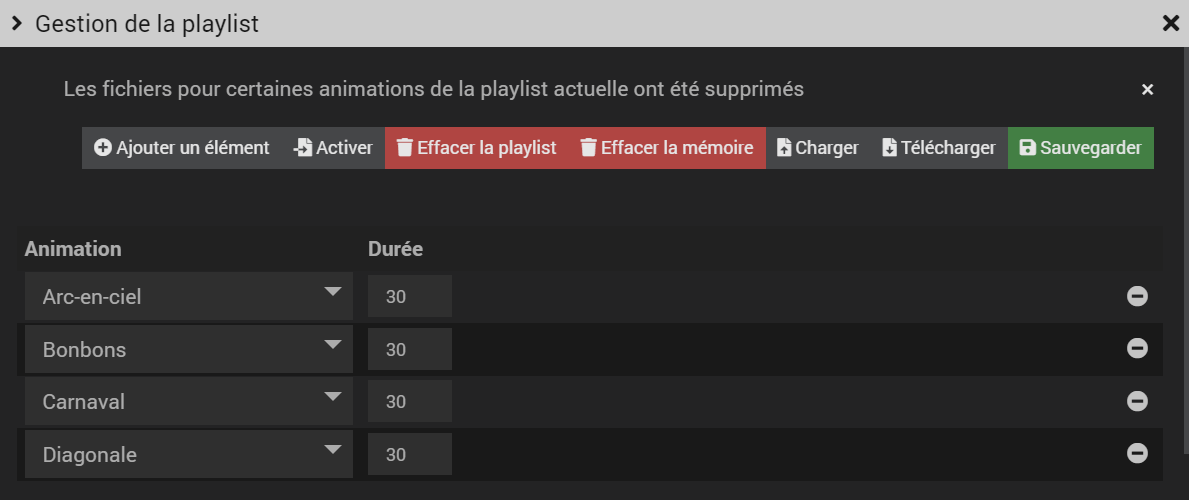 Gestion de la playlist
Les fichiers pour certaines animations de la playlist actuelle ont été supprimés
Ajouter un élément Activer Effacer la playlist Effacer la mémoire Charger Télécharger Sauvegarder
Animation Durée
Arc-en-ciel 30
Bonbons 30
Carnaval 30
Diagonale 30